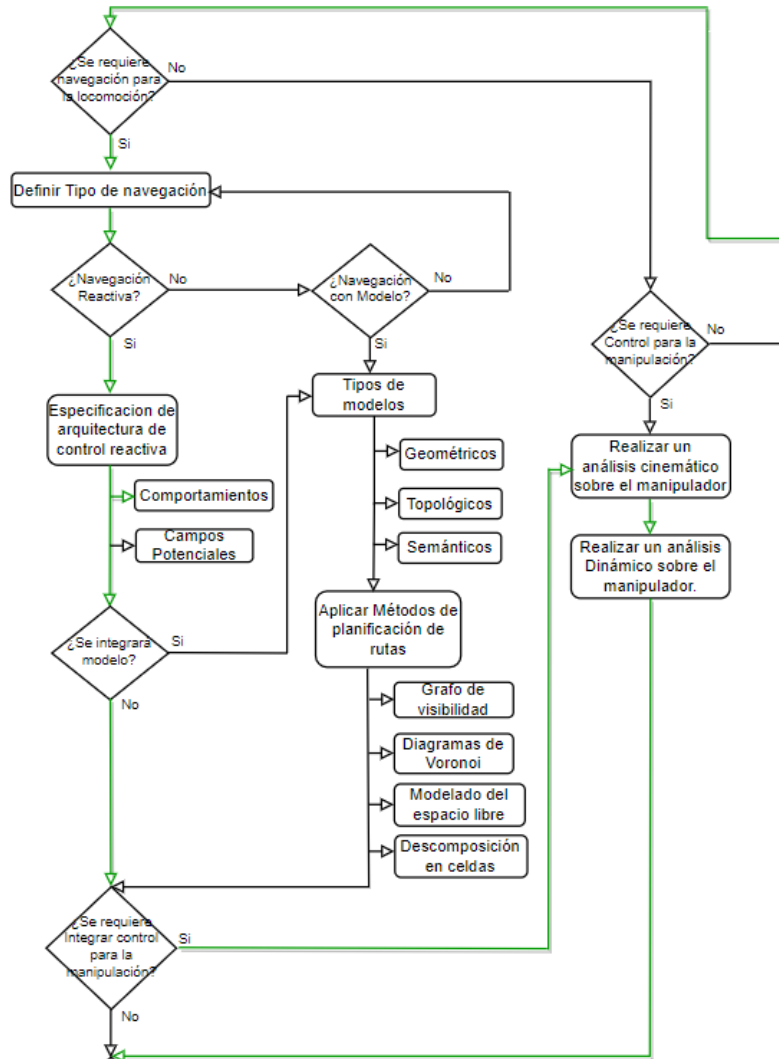 ¿Se requiere
navegación para
la locomoción?
No
Si
Definir Tipo de navegación
¿Navegación
Reactiva?
No
Si
¿Navegación
con Modelo?
No
Si
¿Se requiere
Control para la
manipulación?
No
Si
Especificacion de
arquitectura de
control reactiva
Comportamientos
Campos
Potenciales
Tipos de
modelos
Geométricos
Topológicos
Semánticos
Realizar un
análisis cinemático
sobre el manipulador
Realizar un análisis
Dinámico sobre el
manipulador.
¿Se integrara
modelo?
Si
No
Aplicar Métodos de
planificación de
rutas
Grafo de
visibilidad
Diagramas de
Voronoi
Modelado del
espacio libre
Descomposición
en celdas
¿Se requiere
Integrar control
para la
manipulación?
Si
No